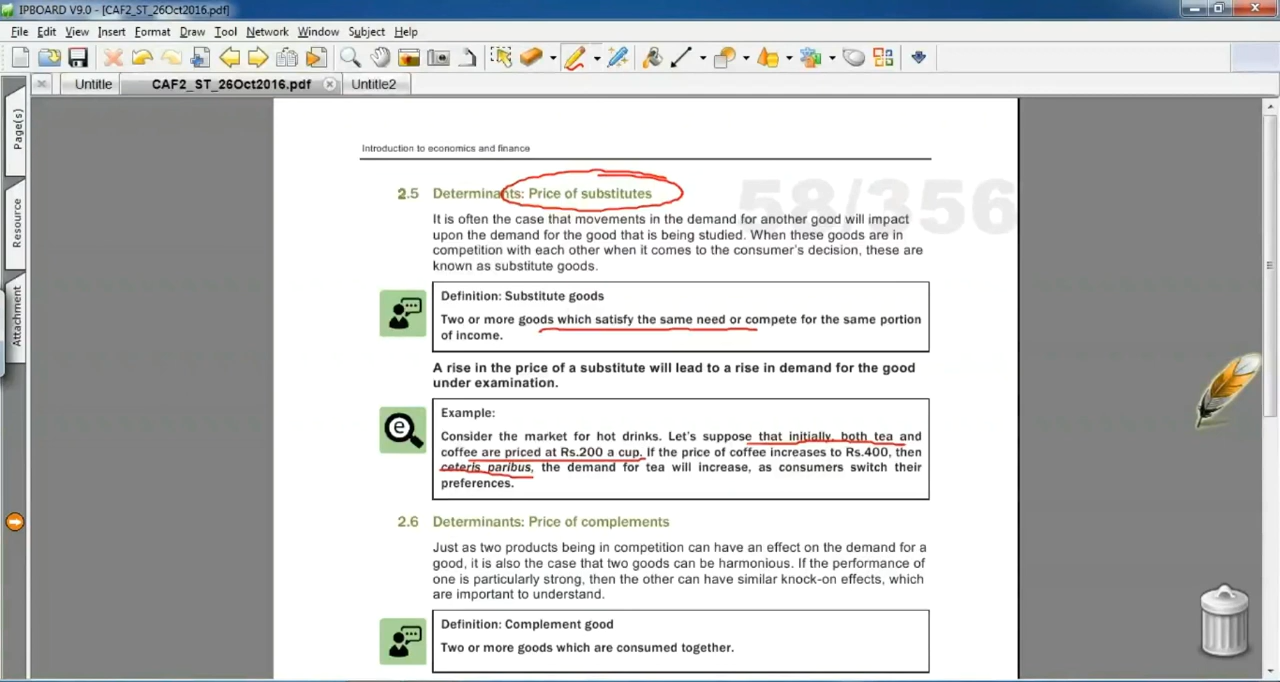 IPBOARD V9.0 - [CAF2_ST_26Oct2016.pdf]
File Edit View Insert Format Draw Tool Network Window Subject Help
Untitle CAF2_ST_26Oct2016.pdf Untitle2
Page(s)
Resource
Attachment
Introduction to economics and finance
58/356
2.5 Determinants: Price of substitutes
It is often the case that movements in the demand for another good will impact
upon the demand for the good that is being studied. When these goods are in
competition with each other when it comes to the consumer's decision, these are
known as substitute goods.
Definition: Substitute goods
Two or more goods which satisfy the same need or compete for the same portion
of income.
A rise in the price of a substitute will lead to a rise in demand for the good
under examination.
e
Example:
Consider the market for hot drinks. Let's suppose that initially, both tea and
coffee are priced at Rs.200 a cup. If the price of coffee increases to Rs.400, then
ceteris paribus, the demand for tea will increase, as consumers switch their
preferences.
2.6 Determinants: Price of complements
Just as two products being in competition can have an effect on the demand for a
good, it is also the case that two goods can be harmonious. If the performance of
one is particularly strong, then the other can have similar knock-on effects, which
are important to understand.
Definition: Complement good
Two or more goods which are consumed together.